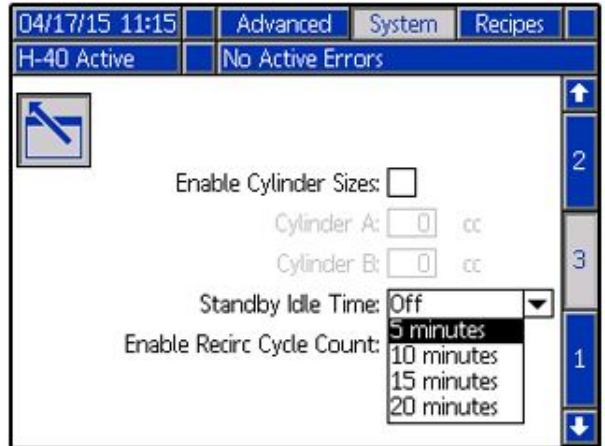 04/17/15 11:15 Advanced System Recipes
H-40 Active No Active Errors
2
Enable Cylinder Sizes:
Cylinder A: 0 cc
Cylinder B: 0 cc
3
Standby Idle Time: Off
5 minutes
Enable Recirc Cycle Count:
10 minutes
1
15 minutes
20 minutes